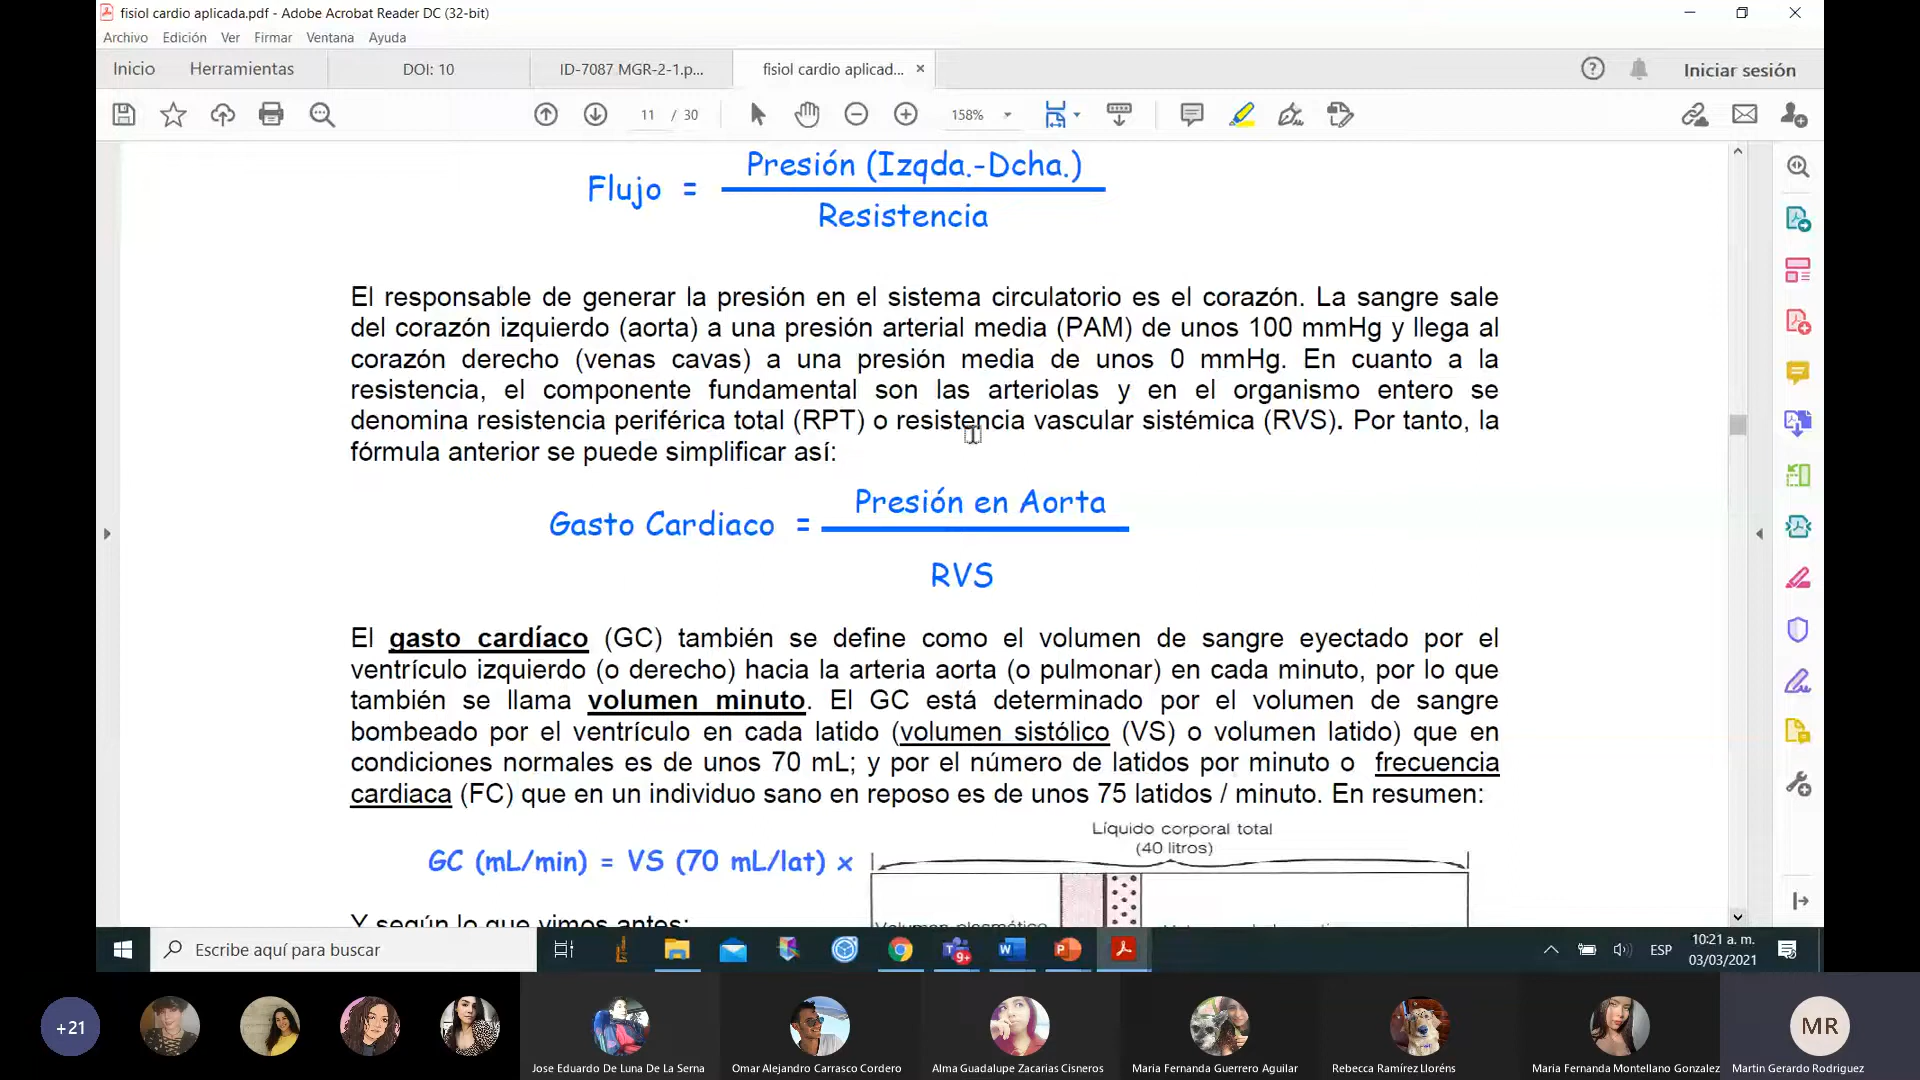 fisiol cardio aplicada.pdf - Adobe Acrobat Reader DC (32-bit)
Archivo Edición Ver Firmar Ventana Ayuda
Inicio Herramientas DOI: 10 ID-7087 MGR-2-1.p... fisiol cardio aplicad... × Iniciar sesión
11 / 30 158%
Presión (Izqda.-Dcha.)
Flujo =
Resistencia
El responsable de generar la presión en el sistema circulatorio es el corazón. La sangre sale
del corazón izquierdo (aorta) a una presión arterial media (PAM) de unos 100 mmHg y llega al
corazón derecho (venas cavas) a una presión media de unos 0 mmHg. En cuanto a la
resistencia, el componente fundamental son las arteriolas y en el organismo entero se
denomina resistencia periférica total (RPT) o resistencia vascular sistémica (RVS). Por tanto, la
fórmula anterior se puede simplificar así:
Presión en Aorta
Gasto Cardiaco =
RVS
El gasto cardíaco (GC) también se define como el volumen de sangre eyectado por el
ventrículo izquierdo (o derecho) hacia la arteria aorta (o pulmonar) en cada minuto, por lo que
también se llama volumen minuto. El GC está determinado por el volumen de sangre
bombeado por el ventrículo en cada latido (volumen sistólico (VS) o volumen latido) que en
condiciones normales es de unos 70 mL; y por el número de latidos por minuto o frecuencia
cardiaca (FC) que en un individuo sano en reposo es de unos 75 latidos / minuto. En resumen:
Líquido corporal total
(40 litros)
GC (mL/min) = VS (70 mL/lat) x
Y según lo que vimos antes:
Volumen plasmático
Escribe aquí para buscar
9+
ESP
10:21 a. m.
03/03/2021
+21
MR
Jose Eduardo De Luna De La Serna
Omar Alejandro Carrasco Cordero
Alma Guadalupe Zacarias Cisneros
Maria Fernanda Guerrero Aguilar
Rebecca Ramírez Lloréns
Maria Fernanda Montellano Gonzalez
Martin Gerardo Rodriguez